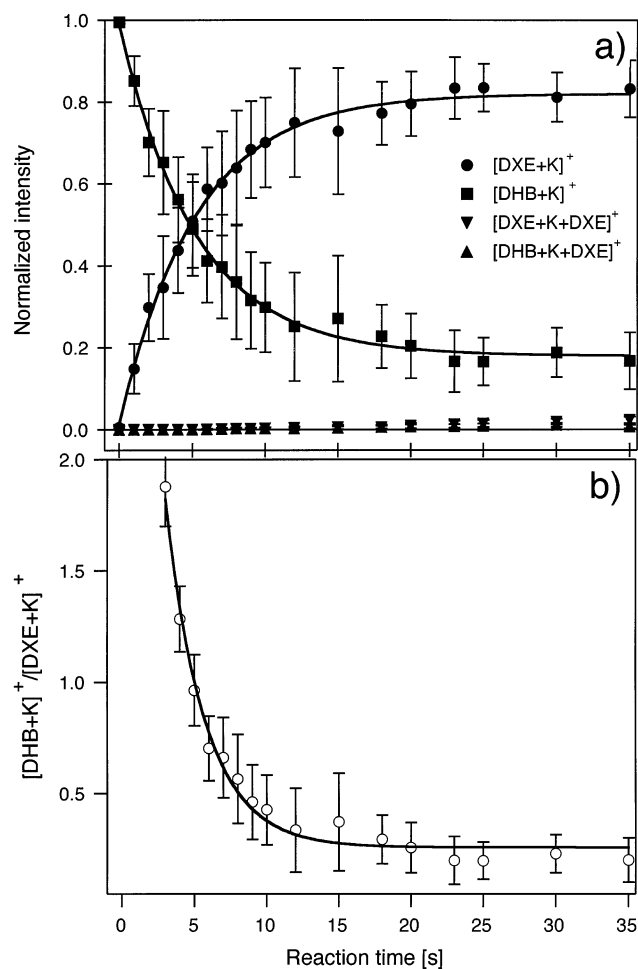 1.0
a)
0.8
0.6
0.4
0.2
0.0
Normalized intensity
[DXE+K]+
[DHB+K]+
[DXE+K+DXE]+
[DHB+K+DXE]+
2.0
b)
1.5
1.0
0.5
[DHB+K]+/[DXE+K]+
0 5 10 15 20 25 30 35
Reaction time [s]